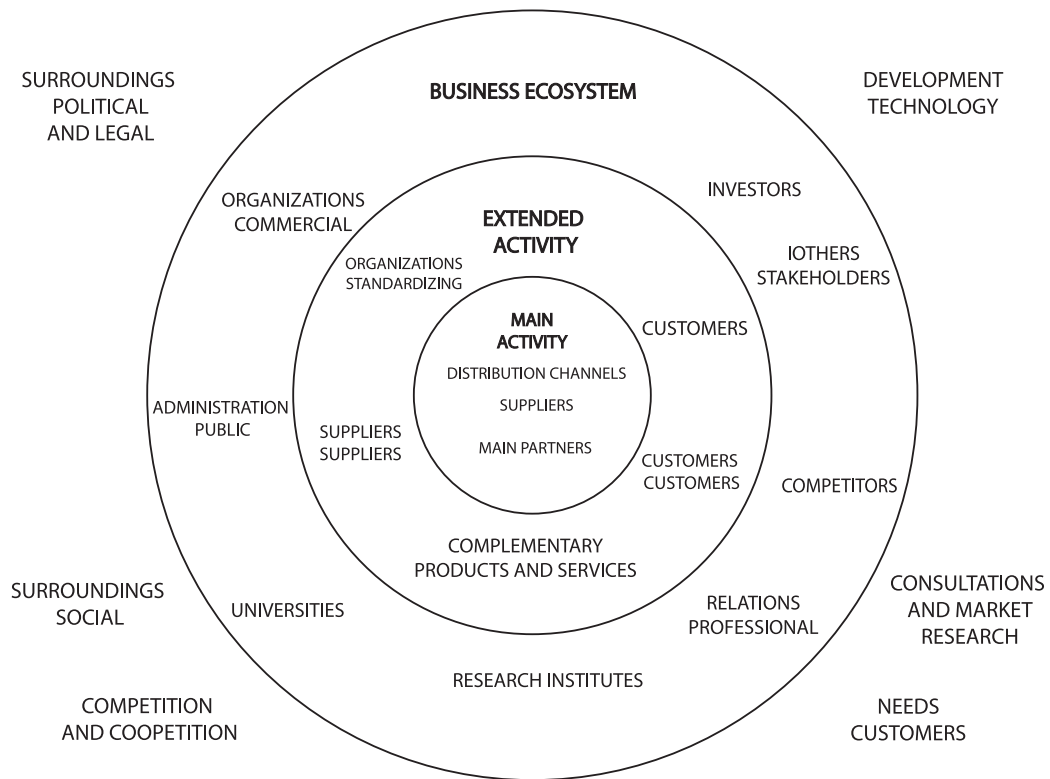 SURROUNDINGS
POLITICAL
AND LEGAL
DEVELOPMENT
TECHNOLOGY
BUSINESS ECOSYSTEM
ORGANIZATIONS
COMMERCIAL
INVESTORS
IOTHERS
STAKEHOLDERS
EXTENDED
ACTIVITY
ORGANIZATIONS
STANDARDIZING
CUSTOMERS
MAIN
ACTIVITY
DISTRIBUTION CHANNELS
SUPPLIERS
MAIN PARTNERS
ADMINISTRATION
PUBLIC
SUPPLIERS
SUPPLIERS
CUSTOMERS
CUSTOMERS
COMPETITORS
COMPLEMENTARY
PRODUCTS AND SERVICES
SURROUNDINGS
SOCIAL
UNIVERSITIES
RELATIONS
PROFESSIONAL
CONSULTATIONS
AND MARKET
RESEARCH
RESEARCH INSTITUTES
COMPETITION
AND COOPETITION
NEEDS
CUSTOMERS